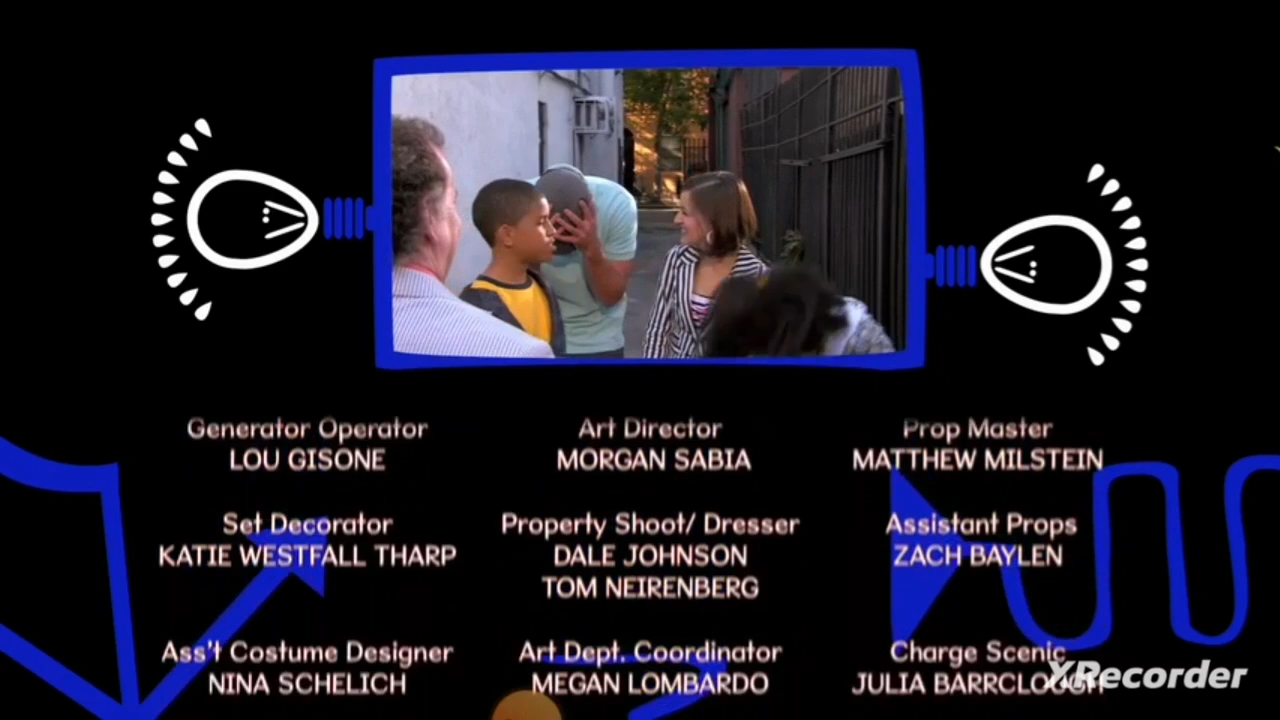 Generator Operator
LOU GISONE
Art Director
MORGAN SABIA
Prop Master
MATTHEW MILSTEIN
Set Decorator
KATIE WESTFALL THARP
Property Shoot/ Dresser
DALE JOHNSON
TOM NEIRENBERG
Assistant Props
ZACH BAYLEN
Ass't Costume Designer
NINA SCHELICH
Art Dept. Coordinator
MEGAN LOMBARDO
Charge Scenic
JULIA
XRecorder